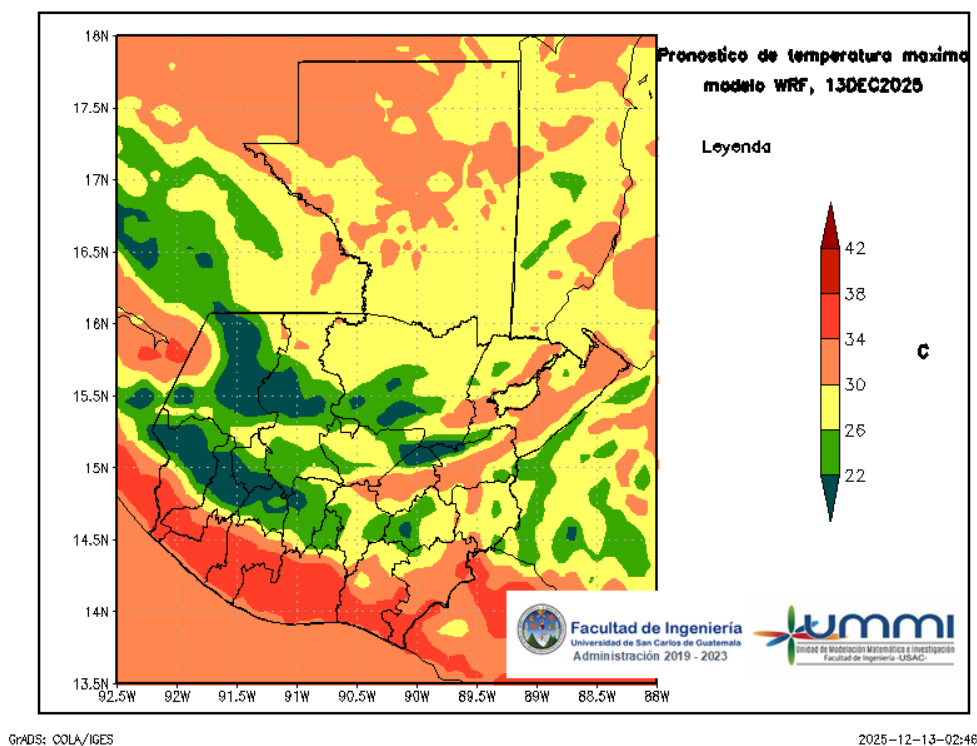 Pronostico de temperatura maxima
modelo WRF, 13DEC2025
Leyenda
42
38
34
30
26
22
C
18N
17.5N
17N
16.5N
16N
15.5N
15N
14.5N
14N
13.5N
92.5W
92W
91.5W
91W
90.5W
90W
89.5W
89W
88.5W
88W
Facultad de Ingeniería
Universidad de San Carlos de Guatemala
Administración 2019 - 2023
ummi
Unidad de Modelación Matemática e Investigación
Facultad de Ingeniería -USAC-
GrADS: COLA/IGES
2025-12-13-02:46